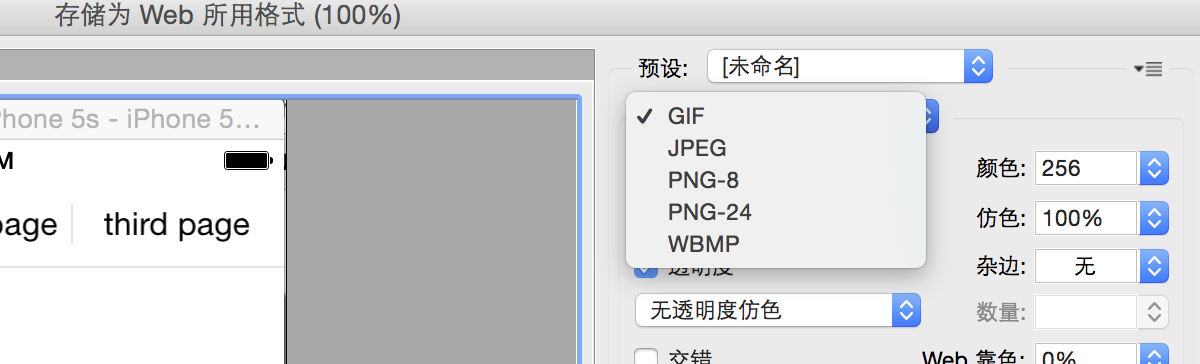 存储为 Web 所用格式 (100%)
预设: [未命名]
Phone 5s - iPhone 5...
GIF
JPEG
PNG-8
PNG-24
WBMP
颜色: 256
M
page
third page
仿色: 100%
透明度
杂边: 无
无透明度仿色
数量:
交错
Web 靠色: 0%